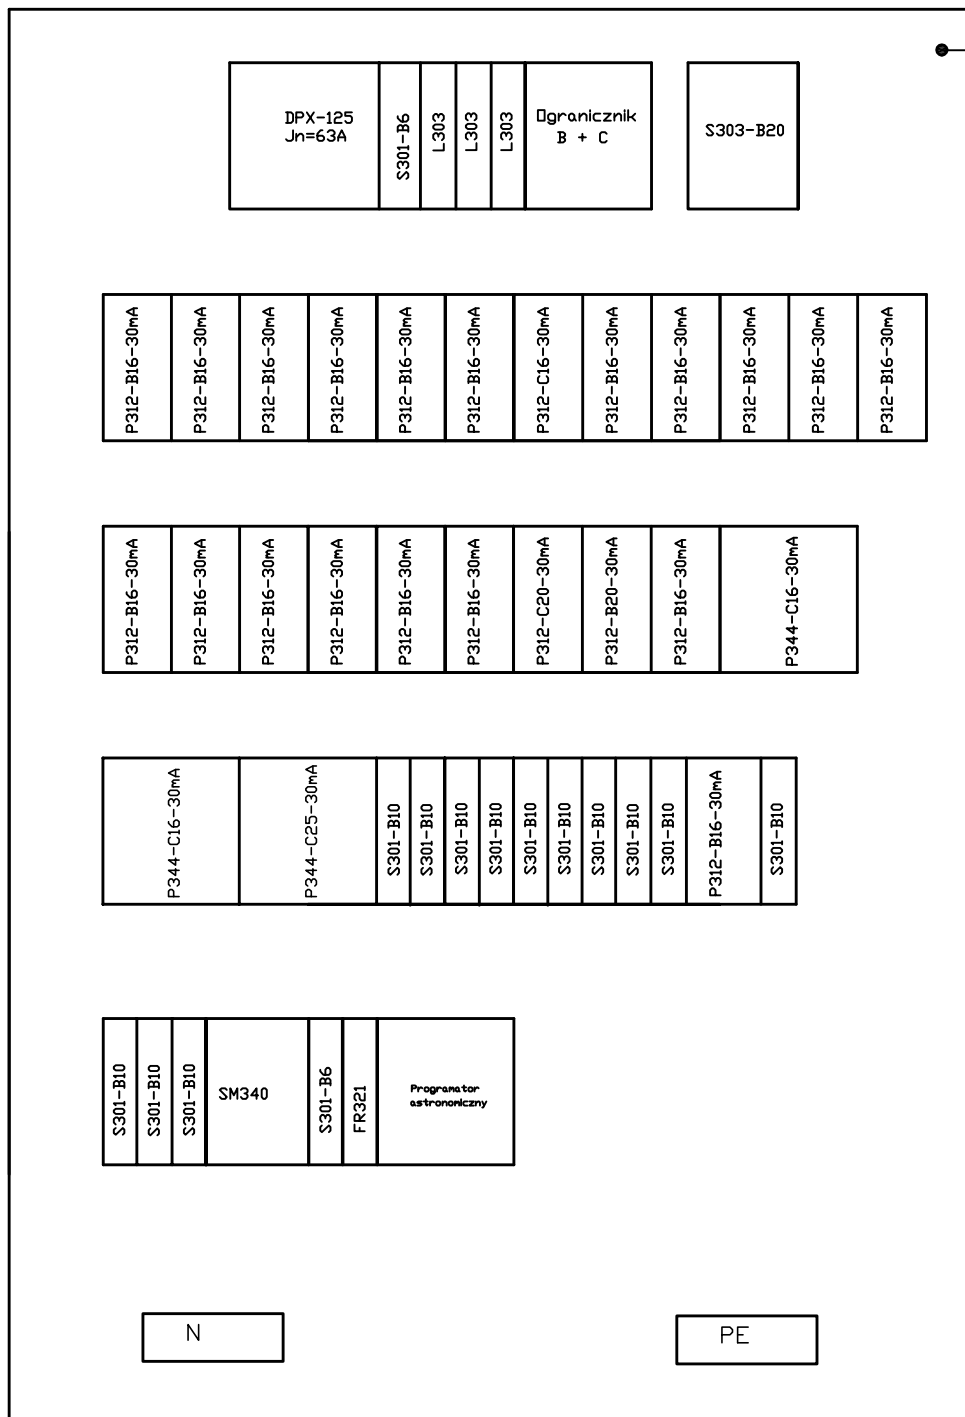 DPX-125
Jn=63A
S301-B6
L303
L303
L303
Ogranicznik
B + C
S303-B20
P312-B16-30mA
P312-B16-30mA
P312-B16-30mA
P312-B16-30mA
P312-B16-30mA
P312-B16-30mA
P312-C16-30mA
P312-B16-30mA
P312-B16-30mA
P312-B16-30mA
P312-B16-30mA
P312-B16-30mA
P312-B16-30mA
P312-B16-30mA
P312-B16-30mA
P312-B16-30mA
P312-B16-30mA
P312-B16-30mA
P312-C20-30mA
P312-B20-30mA
P312-B16-30mA
P344-C16-30mA
P344-C16-30mA
P344-C25-30mA
S301-B10
S301-B10
S301-B10
S301-B10
S301-B10
S301-B10
S301-B10
S301-B10
S301-B10
P312-B16-30mA
S301-B10
S301-B10
S301-B10
S301-B10
SM340
S301-B6
FR321
Programator
astronomiczny
N
PE